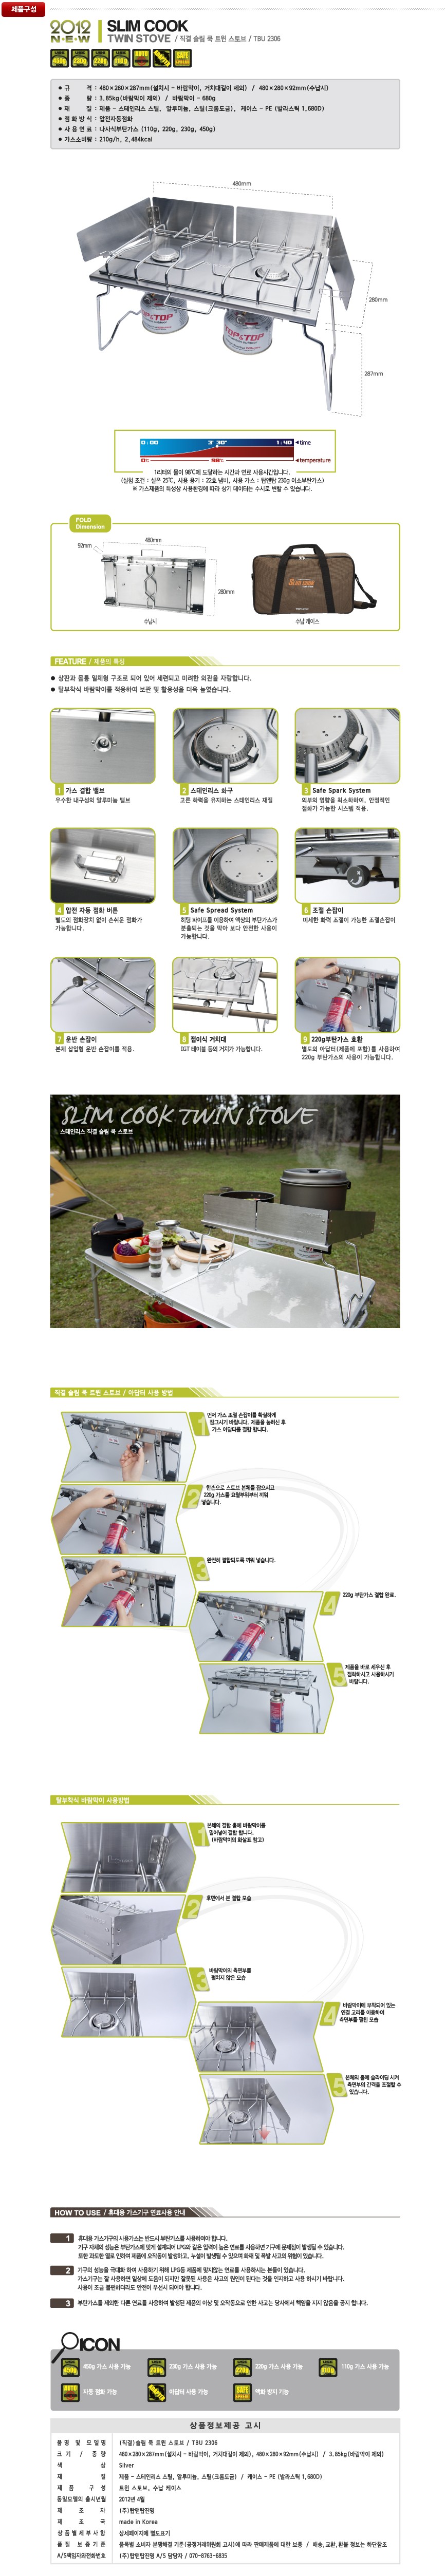 제품구성
2012 NEW
SLIM COOK
TWIN STOVE / 직결 슬림 쿡 트윈 스토브 / TBU 2306
● 규 격 : 480×280×287mm(설치시 - 바람막이, 거치대길이 제외) / 480×280×92mm(수납시)
● 중 량 : 3.85kg(바람막이 제외) / 바람막이 - 680g
● 재 질 : 제품 - 스테인리스 스틸, 알루미늄, 스틸(크롬도금), 케이스 - PE (발라스틱 1,680D)
● 점화방식 : 압전자동점화
● 사용연료 : 나사식부탄가스 (110g, 220g, 230g, 450g)
● 가스소비량 : 210g/h, 2,484kcal
480mm
280mm
287mm
TOP&TOP
TOP&TOP
0:00 3' 30" 1:40 ◀time
0℃ 98℃ ◀temperature
1리터의 물이 98℃에 도달하는 시간과 연료 사용시간입니다.
(실험 조건 : 실온 25℃, 사용 용기 : 22호 냄비, 사용 가스 : 탑앤탑 230g 이소부탄가스)
※ 가스제품의 특성상 사용환경에 따라 상기 데이터는 수시로 변할 수 있습니다.
FOLD
Dimension
92mm
480mm
280mm
SLIM COOK
수납시
수납 케이스
FEATURE / 제품의 특징
● 상판과 몸통 일체형 구조로 되어 있어 세련되고 미려한 외관을 자랑합니다.
● 탈부착식 바람막이를 적용하여 보관 및 활용성을 더욱 높였습니다.
1 가스 결합 밸브
우수한 내구성의 알루미늄 밸브
2 스테인리스 화구
고른 화력을 유지하는 스테인리스 재질
3 Safe Spark System
외부의 영향을 최소화하여, 안정적인
점화가 가능한 시스템 적용.
4 압전 자동 점화 버튼
별도의 점화장치 없이 손쉬운 점화가
가능합니다.
5 Safe Spread System
히팅 파이프를 이용하여 액상의 부탄가스가
분출되는 것을 막아 보다 안전한 사용이
가능합니다.
6 조절 손잡이
미세한 화력 조절이 가능한 조절손잡이
7 운반 손잡이
본체 삽입형 운반 손잡이를 적용.
8 접이식 거치대
IGT 테이블 등의 거치가 가능합니다.
9 220g부탄가스 호환
별도의 아답터(제품에 포함)를 사용하여
220g 부탄가스의 사용이 가능합니다.
SLIM COOK TWIN STOVE
스테인리스 직결 슬림 쿡 스토브
직결 슬림 쿡 트윈 스토브 / 아답터 사용 방법
1 먼저 가스 조절 손잡이를 확실하게
잠그시기 바랍니다. 제품을 눕히신 후
가스 아답터를 결합 합니다.
2 한손으로 스토브 본체를 잡으시고
220g 가스를 요철부위부터 끼워
넣습니다.
3 완전히 결합되도록 끼워 넣습니다.
4 220g 부탄가스 결합 완료.
5 제품을 바로 세우신 후
점화하시고 사용하시기
바랍니다.
탈부착식 바람막이 사용방법
1 본체의 결합 홀에 바람막이를
밀어넣어 결합 합니다.
(바람막이의 화살표 참고)
2 후면에서 본 결합 모습
3 바람막이의 측면부를
펼치지 않은 모습
4 바람막이에 부착되어 있는
연결 고리를 이용하여
측면부를 펼친 모습
5 본체의 홀에 슬라이딩 시켜
측면부의 간격을 조절할 수
있습니다.
HOW TO USE / 휴대용 가스기구 연료사용 안내
1 휴대용 가스기구의 사용가스는 반드시 부탄가스를 사용하여야 합니다.
기구 자체의 성능은 부탄가스에 맞게 설계되어 LPG와 같은 압력이 높은 연료를 사용하면 기구에 문제점이 발생될 수 있습니다.
또한 과도한 열로 인하여 제품에 오작동이 발생하고, 누설이 발생될 수 있으며 화재 및 폭발 사고의 위험이 있습니다.
2 기구의 성능을 극대화 하여 사용하기 위해 LPG등 제품에 맞지않는 연료를 사용하시는 분들이 있습니다.
가스기구는 잘 사용하면 일상에 도움이 되지만 잘못된 사용은 사고의 원인이 된다는 것을 인지하고 사용 하시기 바랍니다.
사용이 조금 불편하더라도 안전이 우선시 되어야 합니다.
3 부탄가스를 제외한 다른 연료를 사용하여 발생된 제품의 이상 및 오작동으로 인한 사고는 당사에서 책임을 지지 않음을 공지 합니다.
ICON
450g 가스 사용 가능
230g 가스 사용 가능
220g 가스 사용 가능
110g 가스 사용 가능
자동 점화 가능
아답터 사용 가능
액화 방지 기능
상품정보제공 고시
품명 및 모델명 (직결)슬림 쿡 트윈 스토브 / TBU 2306
크기 / 중량 480×280×287mm(설치시 - 바람막이, 거치대길이 제외), 480×280×92mm(수납시) / 3.85kg(바람막이 제외)
색 상 Silver
재 질 제품 - 스테인리스 스틸, 알루미늄, 스틸(크롬도금) / 케이스 - PE (발라스틱 1,680D)
제품 구성 트윈 스토브, 수납 케이스
동일모델의 출시년월 2012년 4월
제 조 자 (주)탑앤탑진명
제 조 국 made in Korea
상품별 세부사항 상세페이지에 별도표기
품질 보증기준 품목별 소비자 분쟁해결 기준(공정거래위원회 고시)에 따라 판매제품에 대한 보증 / 배송,교환,환불 정보는 하단참조
A/S책임자와전화번호 (주)탑앤탑진명 A/S 담당자 / 070-8763-6835